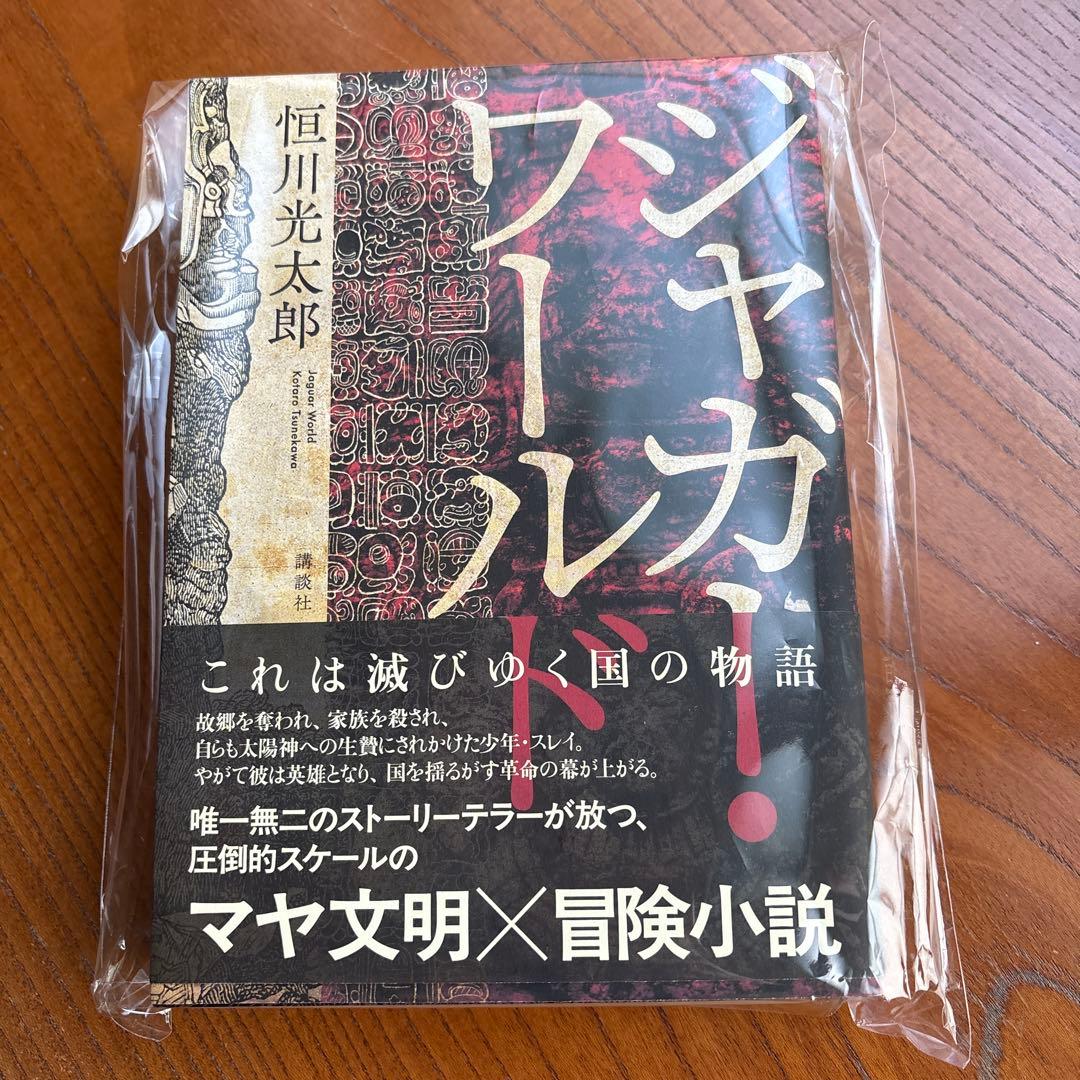 ジャガー・
ワールド
恒川光太郎
Jaguar World
Kotaro Tsunekawa
講談社
これは滅びゆく国の物語
故郷を奪われ、家族を殺され、
自らも太陽神への生贄にされかけた少年・スレイ。
やがて彼は英雄となり、国を揺るがす革命の幕が上がる。
唯一無二のストーリーテラーが放つ、
圧倒的スケールの
マヤ文明×冒険小説